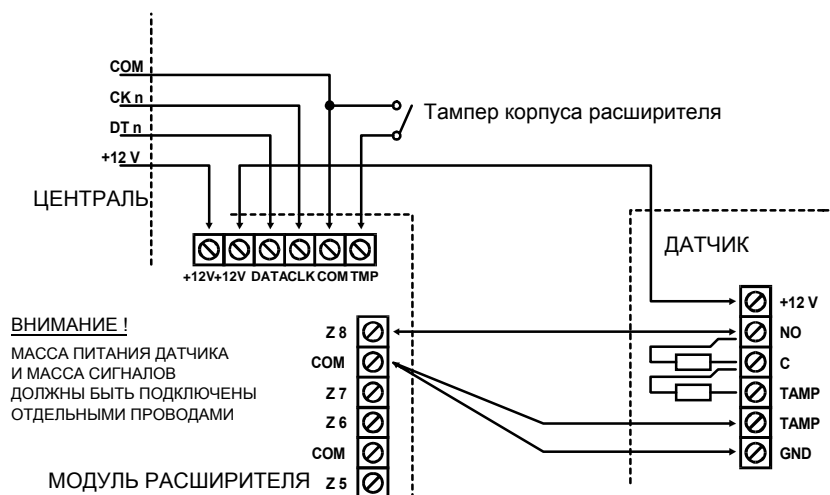 COM
CK n
DT n
+12 V
ЦЕНТРАЛЬ
Тампер корпуса расширителя
+12V +12V DATA CLK COM TMP
ДАТЧИК
+12 V
NO
C
TAMP
TAMP
GND
ВНИМАНИЕ !
МАССА ПИТАНИЯ ДАТЧИКА
И МАССА СИГНАЛОВ
ДОЛЖНЫ БЫТЬ ПОДКЛЮЧЕНЫ
ОТДЕЛЬНЫМИ ПРОВОДАМИ
Z 8
COM
Z 7
Z 6
COM
Z 5
МОДУЛЬ РАСШИРИТЕЛЯ